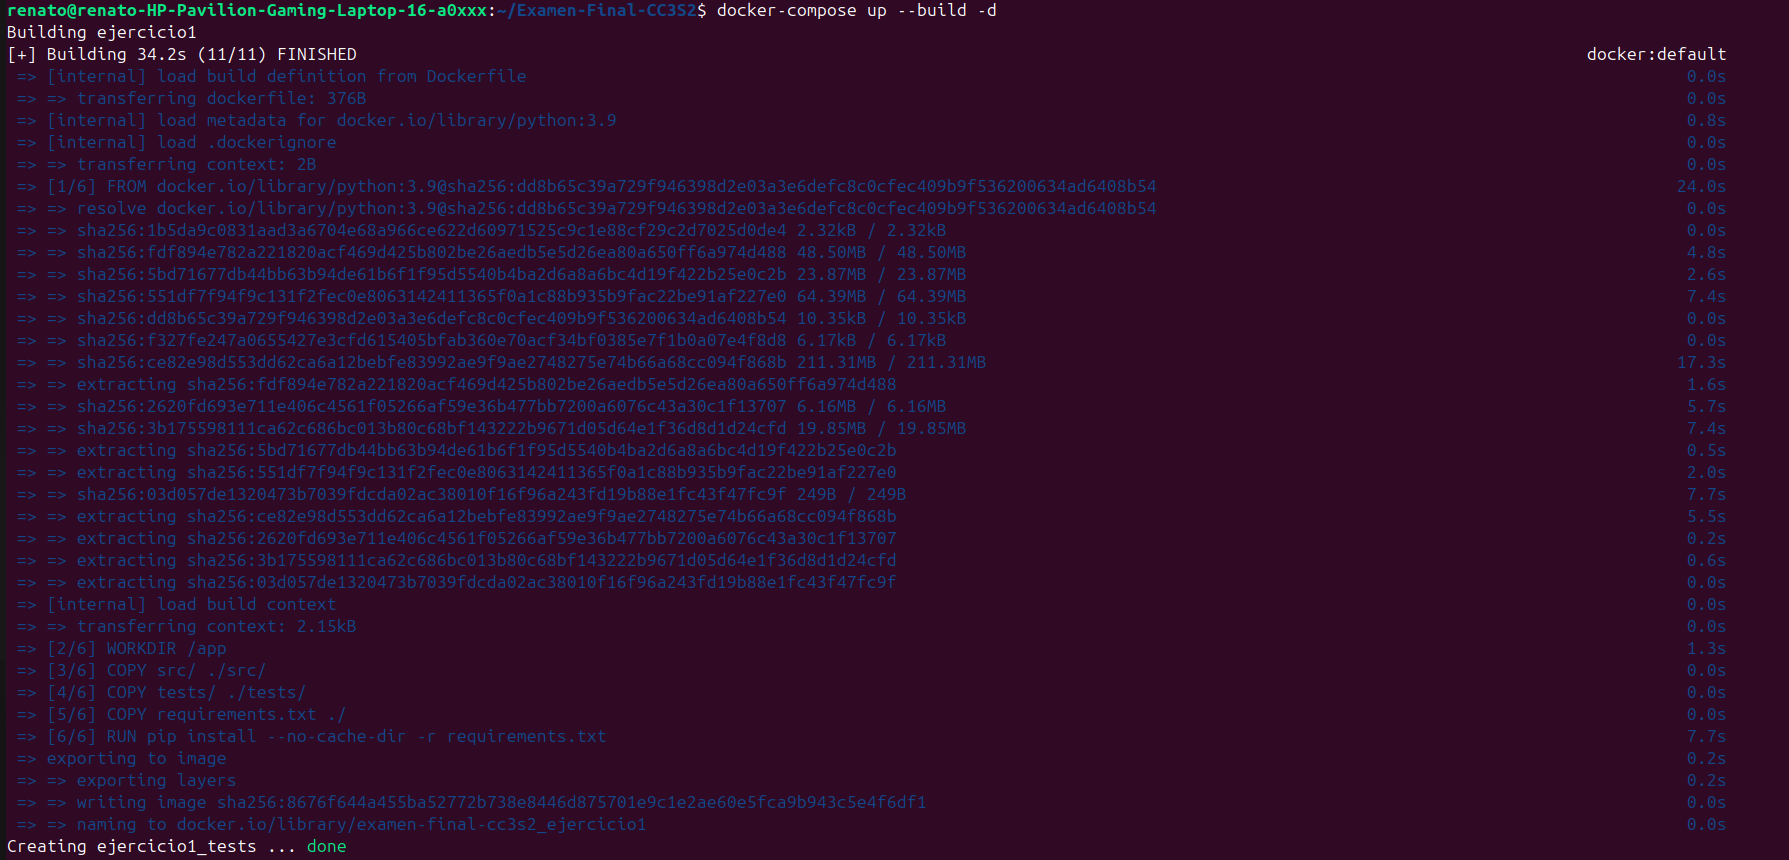 renato@renato-HP-Pavilion-Gaming-Laptop-16-a0xxx:~/Examen-Final-CC3S2$ docker-compose up --build -d
Building ejercicio1
[+] Building 34.2s (11/11) FINISHED docker:default
=> [internal] load build definition from Dockerfile 0.0s
=> => transferring dockerfile: 376B 0.0s
=> [internal] load metadata for docker.io/library/python:3.9 0.8s
=> [internal] load .dockerignore 0.0s
=> => transferring context: 2B 0.0s
=> [1/6] FROM docker.io/library/python:3.9@sha256:dd8b65c39a729f946398d2e03a3e6defc8c0cfec409b9f536200634ad6408b54 24.0s
=> => resolve docker.io/library/python:3.9@sha256:dd8b65c39a729f946398d2e03a3e6defc8c0cfec409b9f536200634ad6408b54 0.0s
=> => sha256:1b5da9c0831aad3a6704e68a966ce622d60971525c9c1e88cf29c2d7025d0de4 2.32kB / 2.32kB 0.0s
=> => sha256:fdf894e782a221820acf469d425b802be26aedb5e5d26ea80a650ff6a974d488 48.50MB / 48.50MB 4.8s
=> => sha256:5bd71677db44bb63b94de61b6f1f95d5540b4ba2d6a8a6bc4d19f422b25e0c2b 23.87MB / 23.87MB 2.6s
=> => sha256:551df7f94f9c131f2fec0e8063142411365f0a1c88b935b9fac22be91af227e0 64.39MB / 64.39MB 7.4s
=> => sha256:dd8b65c39a729f946398d2e03a3e6defc8c0cfec409b9f536200634ad6408b54 10.35kB / 10.35kB 0.0s
=> => sha256:f327fe247a0655427e3cfd615405bfab360e70acf34bf0385e7f1b0a07e4f8d8 6.17kB / 6.17kB 0.0s
=> => sha256:ce82e98d553dd62ca6a12bebfe83992ae9f9ae2748275e74b66a68cc094f868b 211.31MB / 211.31MB 17.3s
=> => extracting sha256:fdf894e782a221820acf469d425b802be26aedb5e5d26ea80a650ff6a974d488 1.6s
=> => sha256:2620fd693e711e406c4561f05266af59e36b477bb7200a6076c43a30c1f13707 6.16MB / 6.16MB 5.7s
=> => sha256:3b175598111ca62c686bc013b80c68bf143222b9671d05d64e1f36d8d1d24cfd 19.85MB / 19.85MB 7.4s
=> => extracting sha256:5bd71677db44bb63b94de61b6f1f95d5540b4ba2d6a8a6bc4d19f422b25e0c2b 0.5s
=> => extracting sha256:551df7f94f9c131f2fec0e8063142411365f0a1c88b935b9fac22be91af227e0 2.0s
=> => sha256:03d057de1320473b7039fdcda02ac38010f16f96a243fd19b88e1fc43f47fc9f 249B / 249B 7.7s
=> => extracting sha256:ce82e98d553dd62ca6a12bebfe83992ae9f9ae2748275e74b66a68cc094f868b 5.5s
=> => extracting sha256:2620fd693e711e406c4561f05266af59e36b477bb7200a6076c43a30c1f13707 0.2s
=> => extracting sha256:3b175598111ca62c686bc013b80c68bf143222b9671d05d64e1f36d8d1d24cfd 0.6s
=> => extracting sha256:03d057de1320473b7039fdcda02ac38010f16f96a243fd19b88e1fc43f47fc9f 0.0s
=> [internal] load build context 0.0s
=> => transferring context: 2.15kB 0.0s
=> [2/6] WORKDIR /app 1.3s
=> [3/6] COPY src/ ./src/ 0.0s
=> [4/6] COPY tests/ ./tests/ 0.0s
=> [5/6] COPY requirements.txt ./ 0.0s
=> [6/6] RUN pip install --no-cache-dir -r requirements.txt 7.7s
=> exporting to image 0.2s
=> => exporting layers 0.2s
=> => writing image sha256:8676f644a455ba52772b738e8446d875701e9c1e2ae60e5fca9b943c5e4f6df1 0.0s
=> => naming to docker.io/library/examen-final-cc3s2_ejercicio1 0.0s
Creating ejercicio1_tests ... done